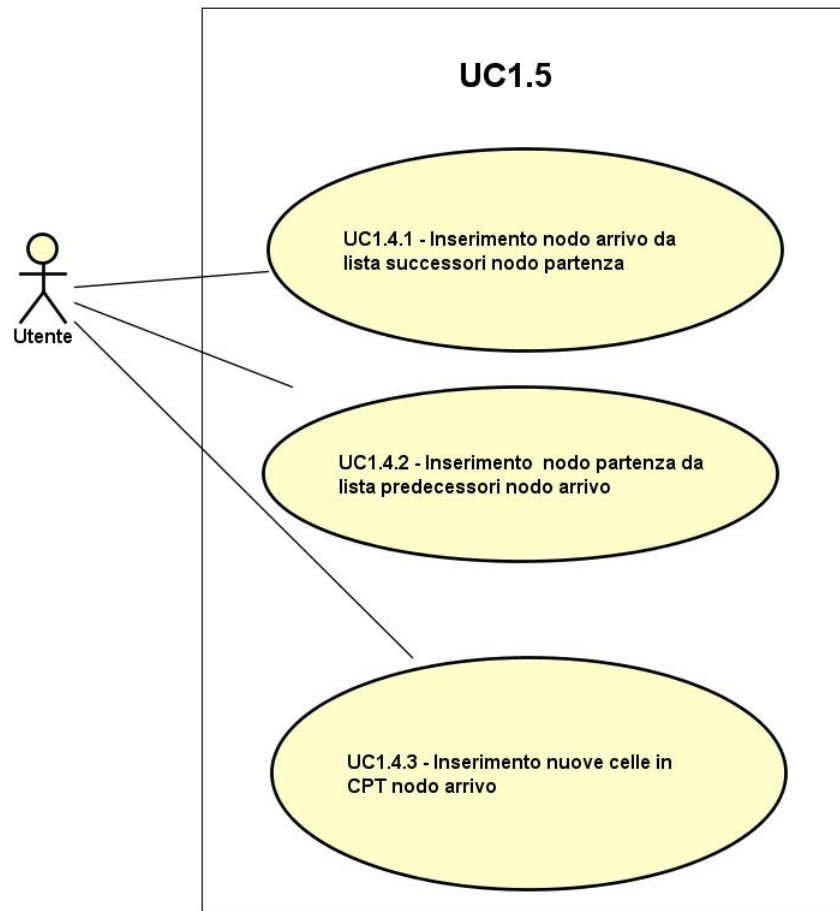 UC1.5
UC1.4.1 - Inserimento nodo arrivo da
lista successori nodo partenza
Utente
UC1.4.2 - Inserimento  nodo partenza da
lista predecessori nodo arrivo
UC1.4.3 - Inserimento nuove celle in
CPT nodo arrivo